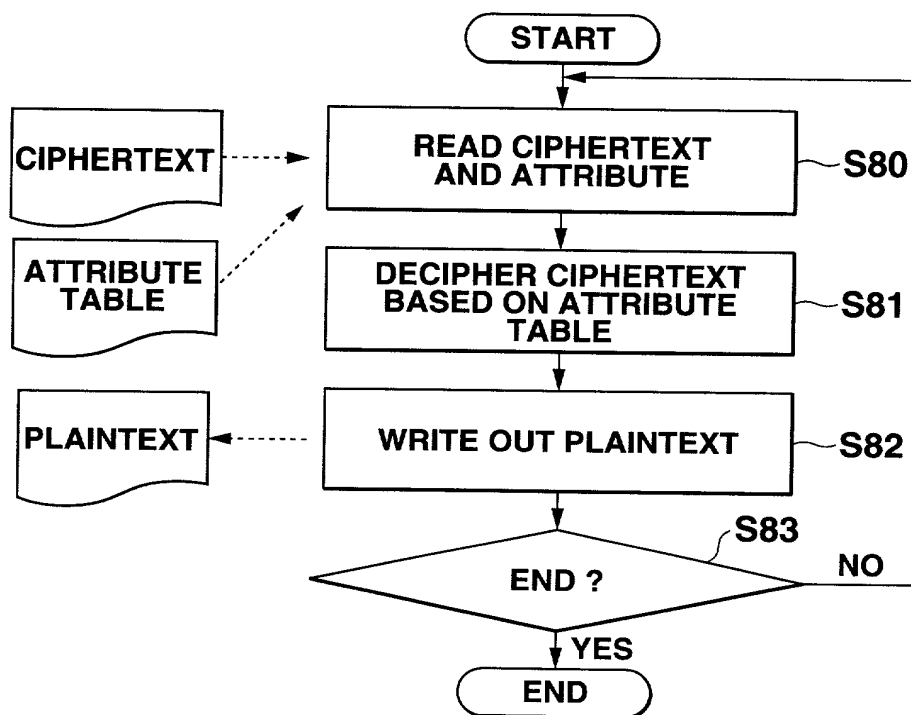 START
CIPHERTEXT
READ CIPHERTEXT
AND ATTRIBUTE
S80
ATTRIBUTE
TABLE
DECIPHER CIPHERTEXT
BASED ON ATTRIBUTE
TABLE
S81
PLAINTEXT
WRITE OUT PLAINTEXT
S82
S83
END ?
NO
YES
END